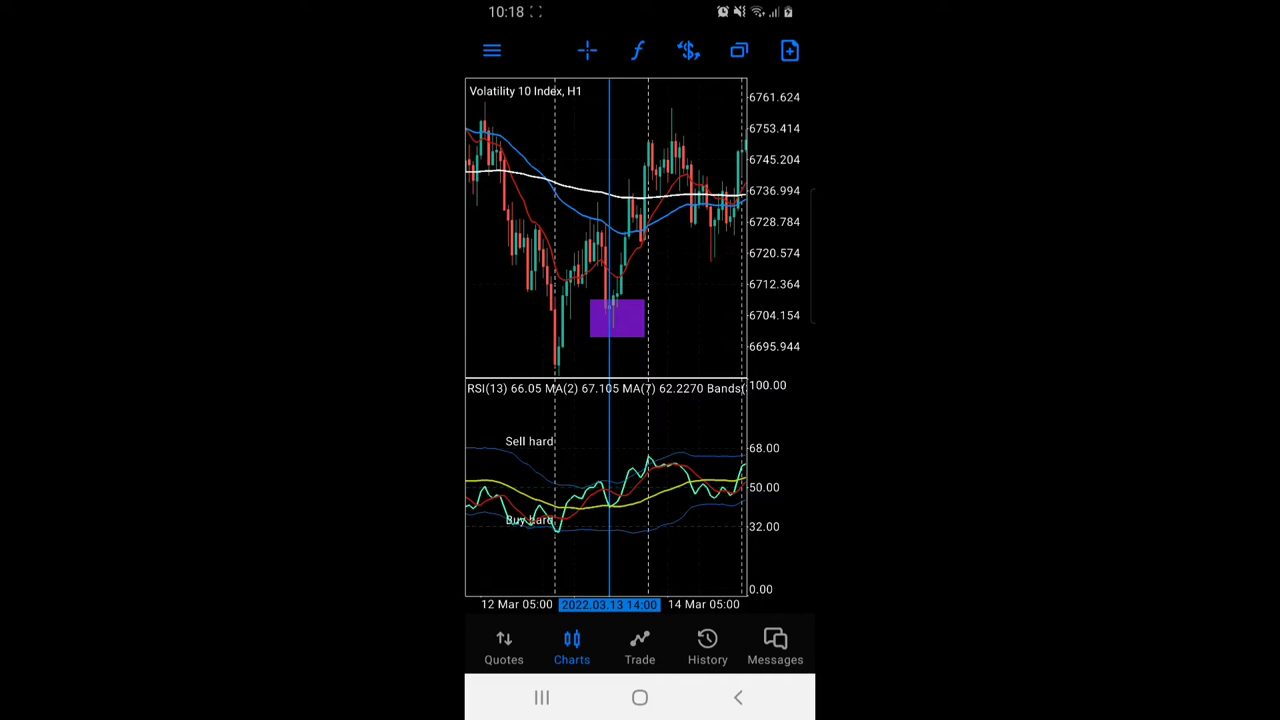 10:18
Volatility 10 Index, H1
6761.624
6753.414
6745.204
6736.994
6728.784
6720.574
6712.364
6704.154
6695.944
RSI(13) 66.05 MA(2) 67.105 MA(7) 62.2270 Bands(
100.00
Sell hard
68.00
50.00
Buy hard
32.00
0.00
12 Mar 05:00 2022.03.13 14:00 14 Mar 05:00
Quotes Charts Trade History Messages